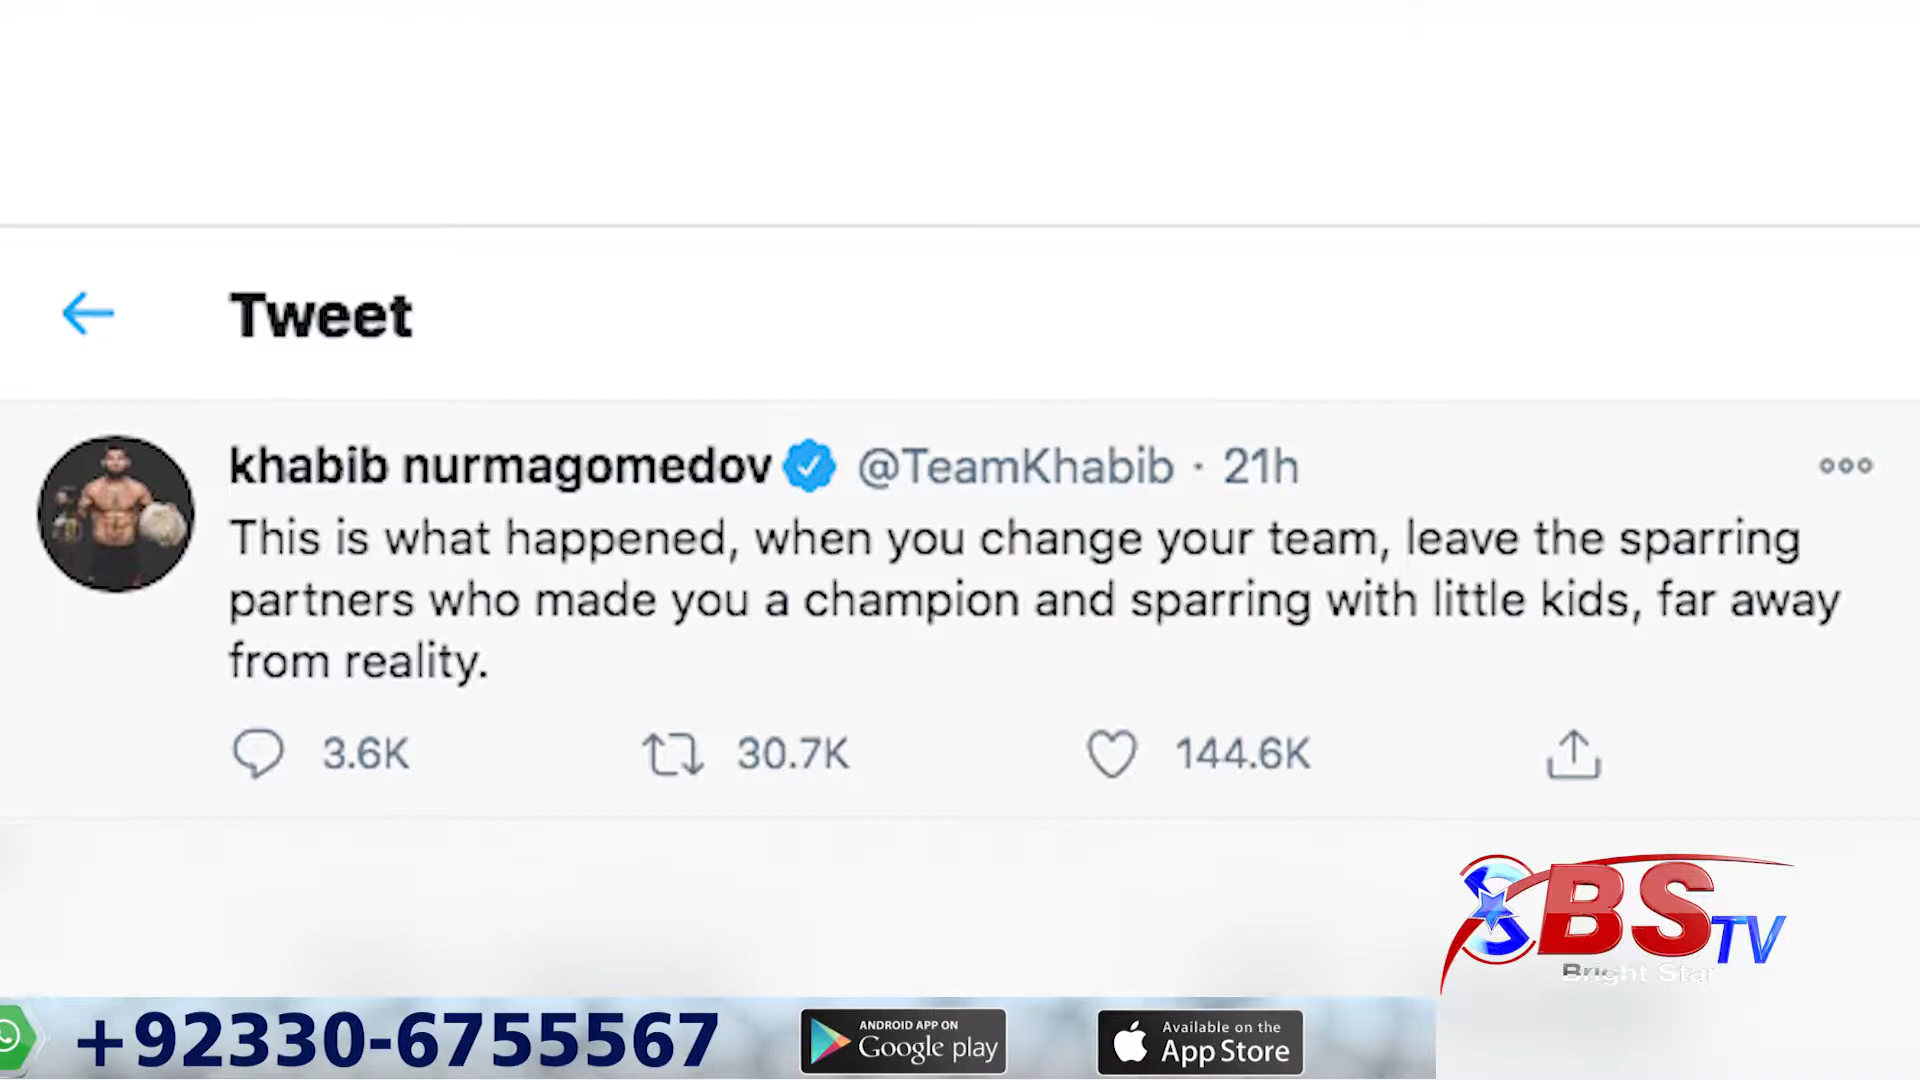 Tweet
khabib nurmagomedov @TeamKhabib · 21h
This is what happened, when you change your team, leave the sparring
partners who made you a champion and sparring with little kids, far away
from reality.
3.6K 30.7K 144.6K
BS TV
Bright Star
+92330-6755567
ANDROID APP ON
Google play
Available on the
App Store